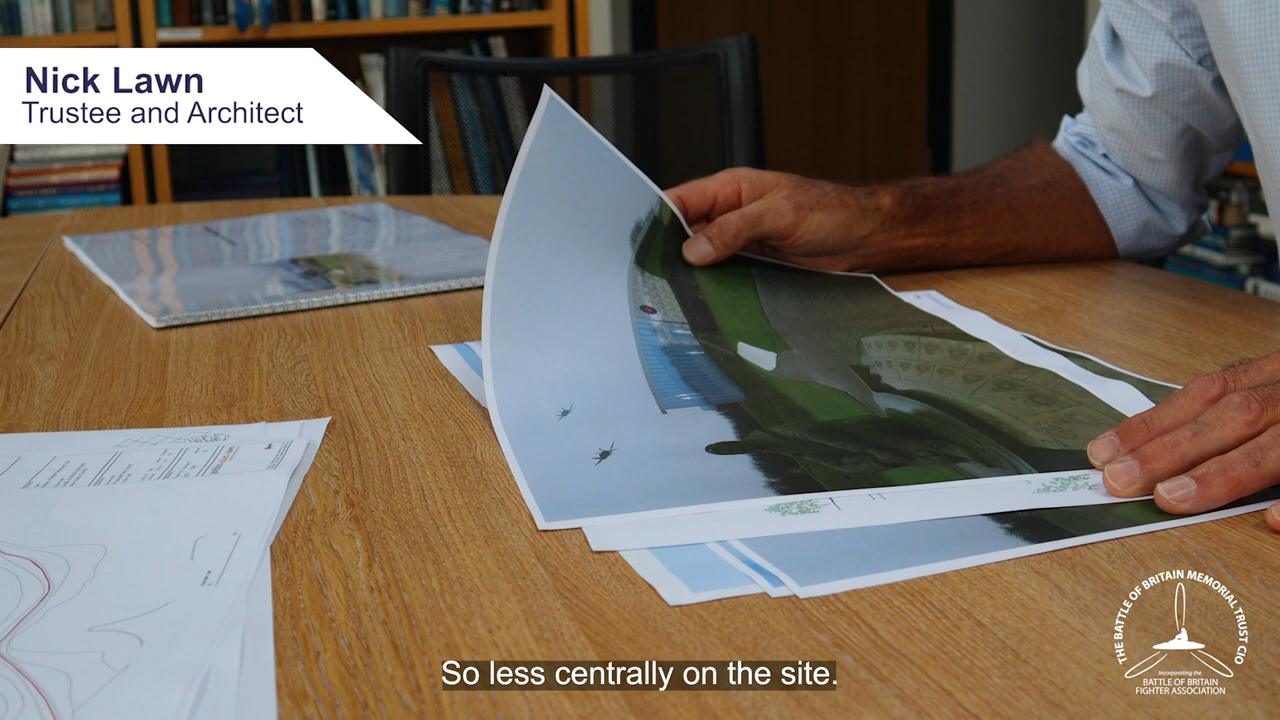 Nick Lawn
Trustee and Architect
So less centrally on the site.
THE BATTLE OF BRITAIN MEMORIAL TRUST CIO
Incorporating the
BATTLE OF BRITAIN
FIGHTER ASSOCIATION